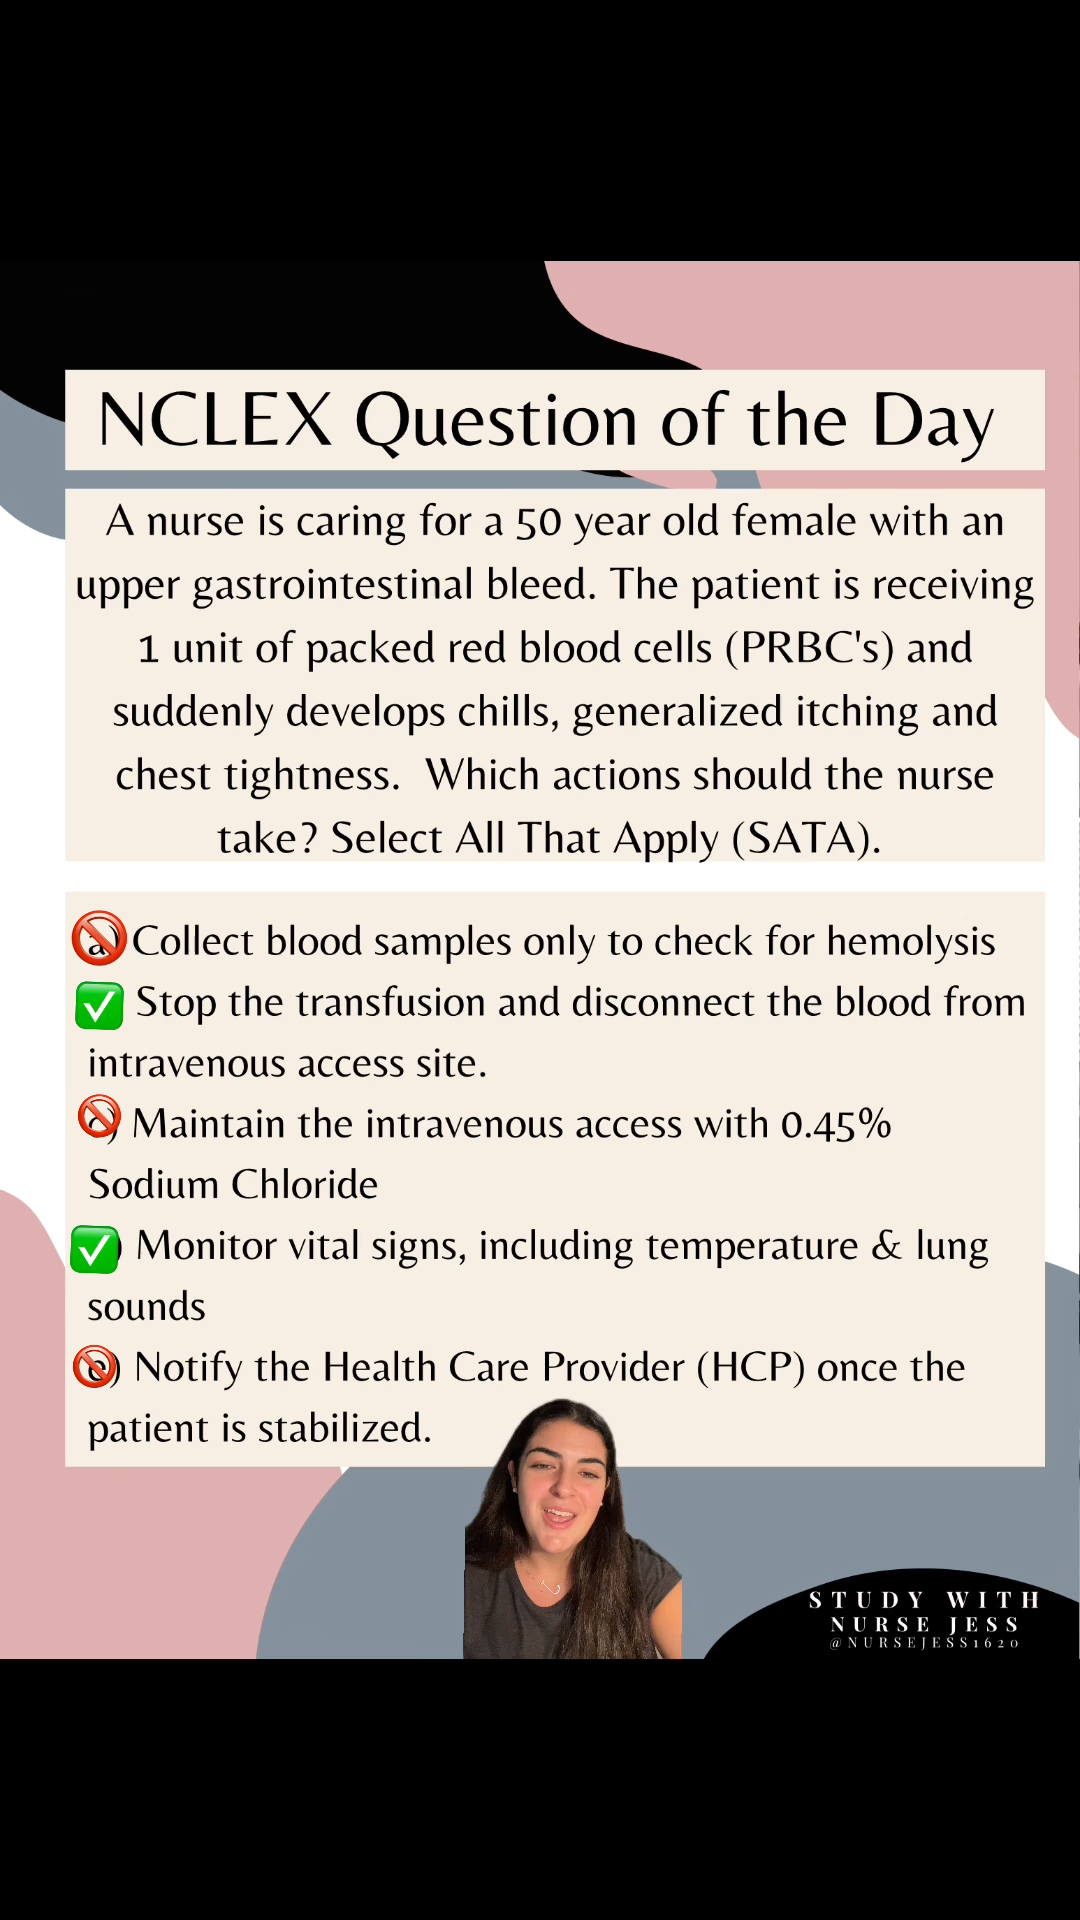 NCLEX Question of the Day
A nurse is caring for a 50 year old female with an
upper gastrointestinal bleed. The patient is receiving
1 unit of packed red blood cells (PRBC's) and
suddenly develops chills, generalized itching and
chest tightness. Which actions should the nurse
take? Select All That Apply (SATA).
a) Collect blood samples only to check for hemolysis
Stop the transfusion and disconnect the blood from
intravenous access site.
c) Maintain the intravenous access with 0.45%
Sodium Chloride
) Monitor vital signs, including temperature & lung
sounds
e) Notify the Health Care Provider (HCP) once the
patient is stabilized.
STUDY WITH
NURSE JESS
@NURSEJESS1620